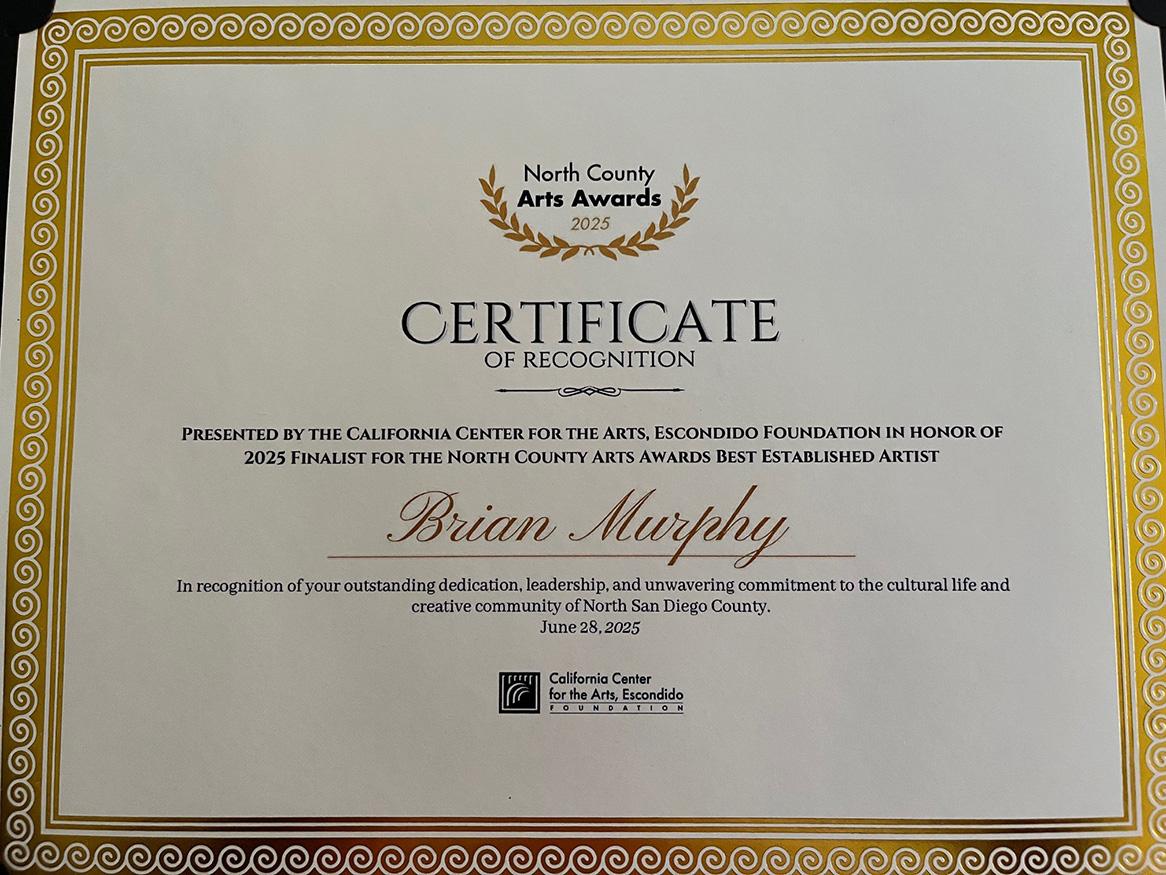 North County
Arts Awards
2025
CERTIFICATE
OF RECOGNITION
PRESENTED BY THE CALIFORNIA CENTER FOR THE ARTS, ESCONDIDO FOUNDATION IN HONOR OF
2025 FINALIST FOR THE NORTH COUNTY ARTS AWARDS BEST ESTABLISHED ARTIST
Brian Murphy
In recognition of your outstanding dedication, leadership, and unwavering commitment to the cultural life and
creative community of North San Diego County.
June 28, 2025
California Center
for the Arts, Escondido
FOUNDATION